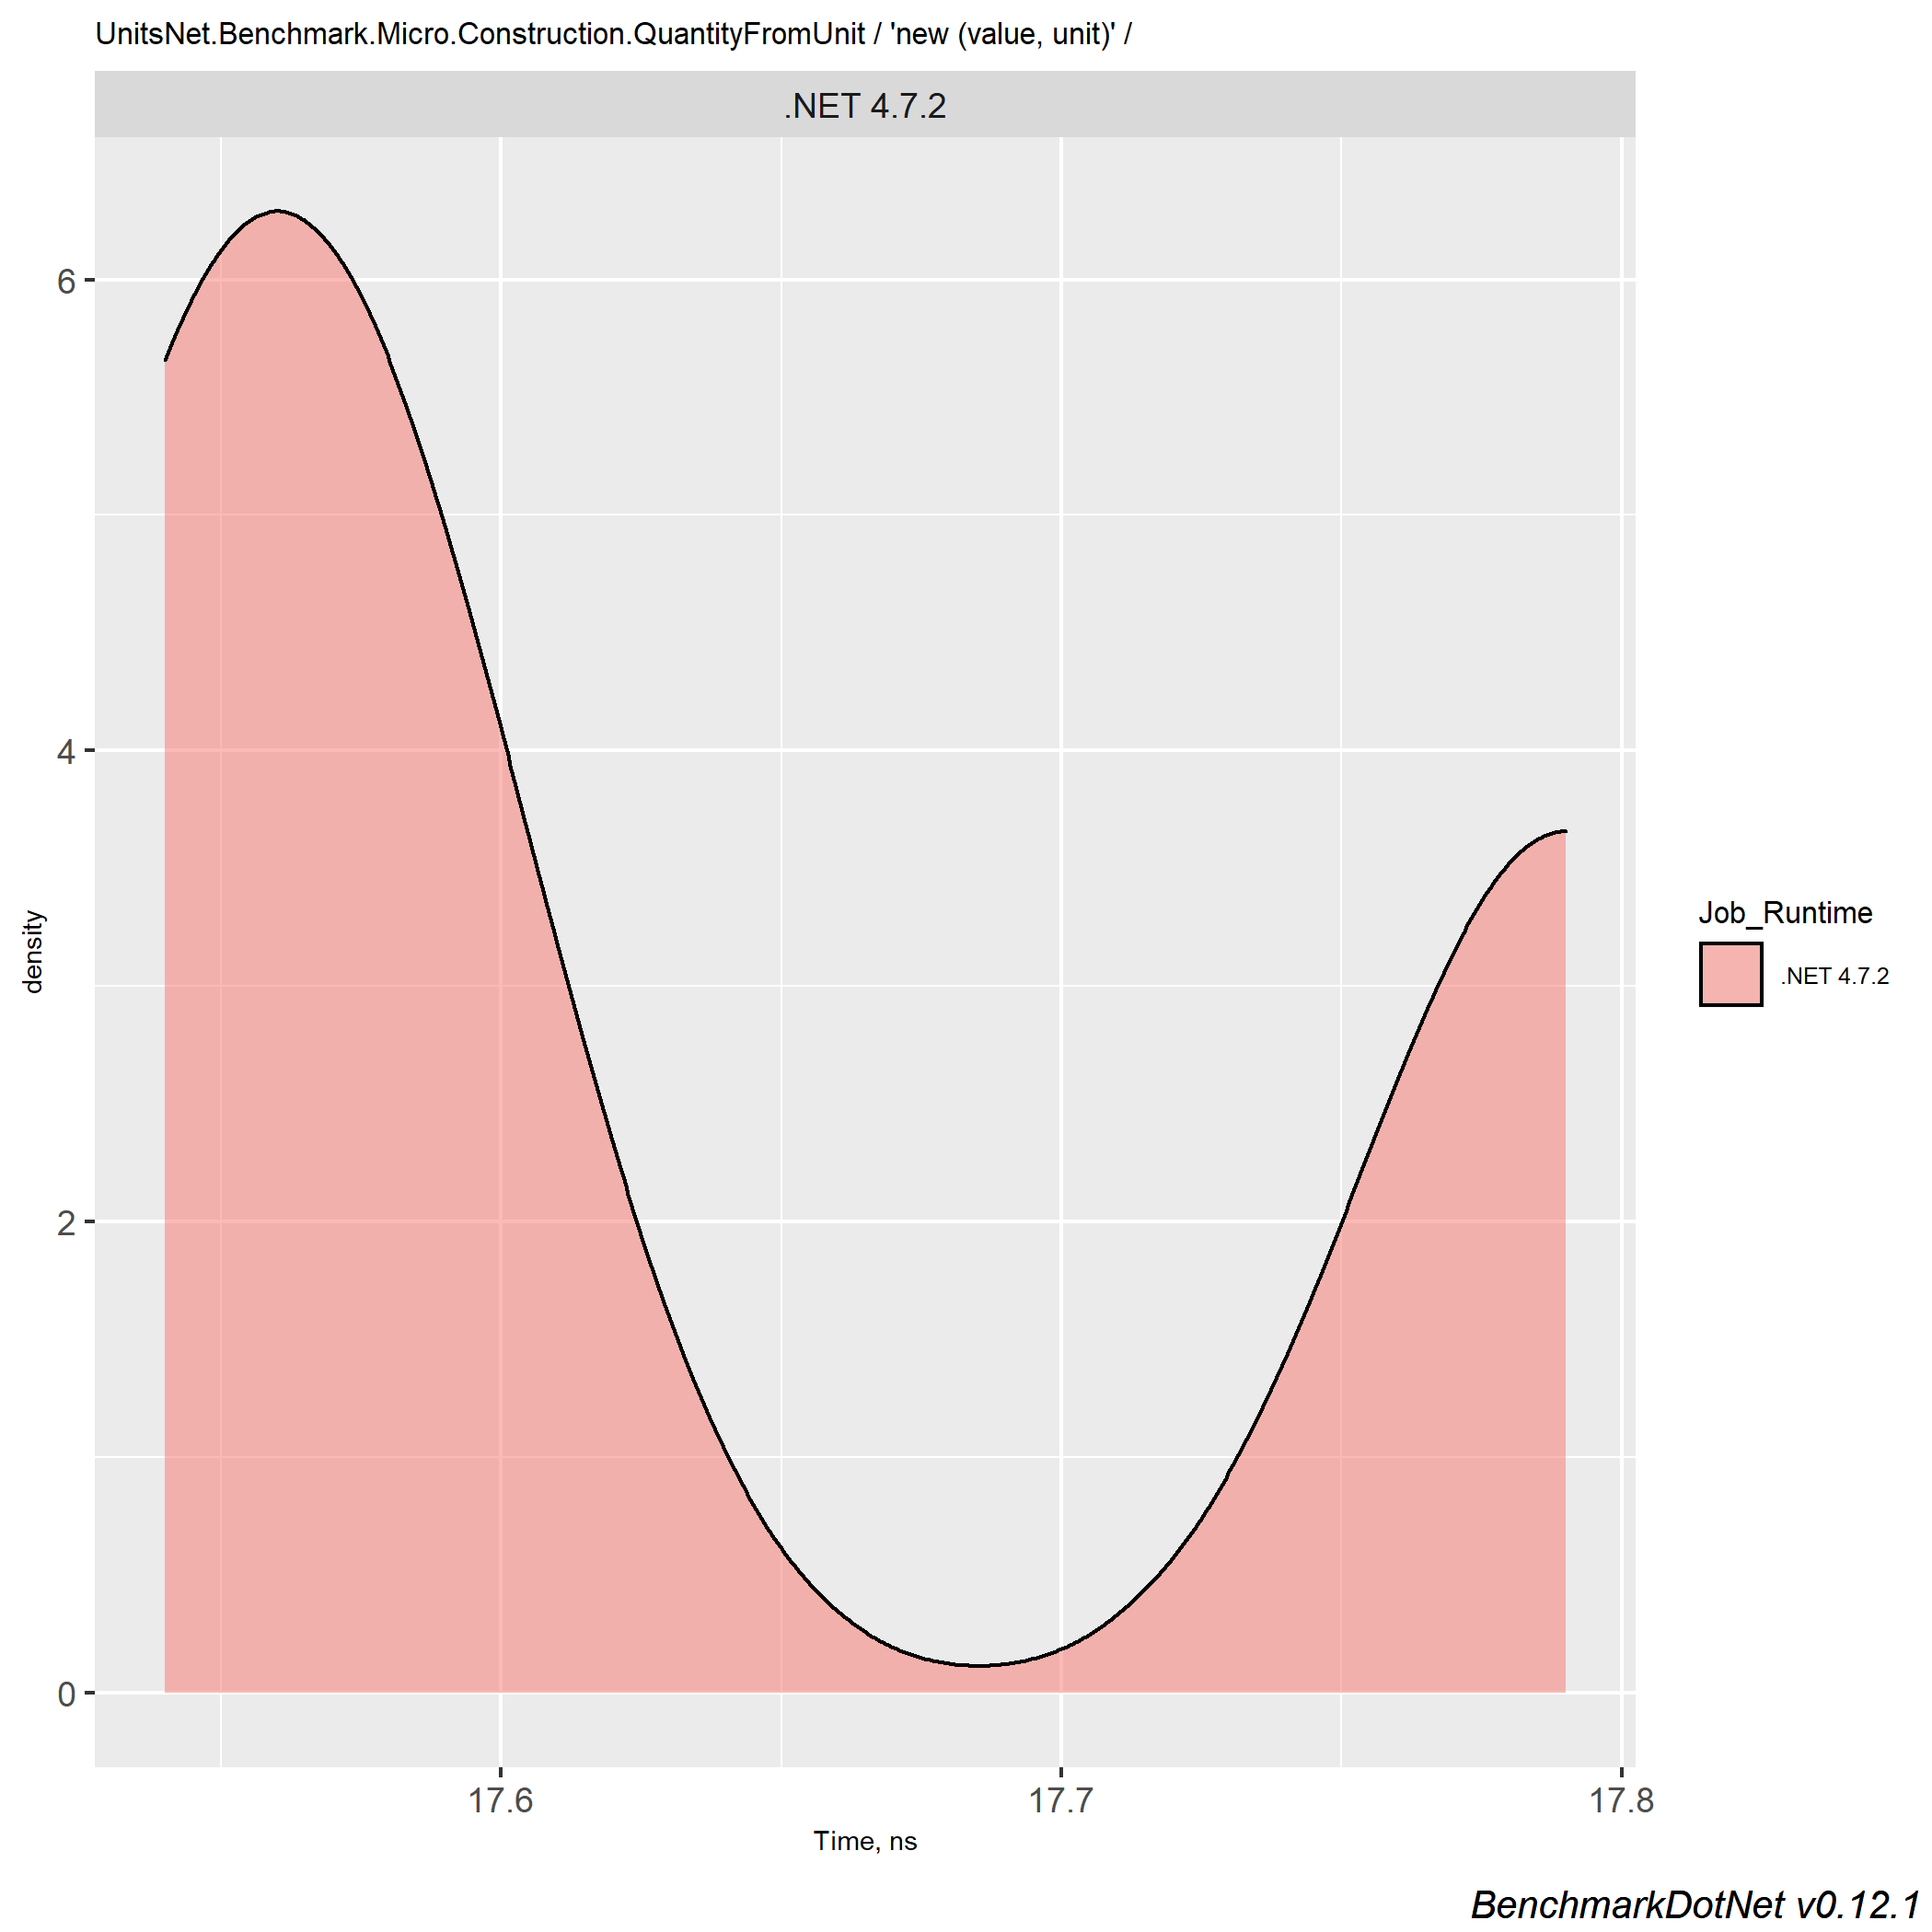 UnitsNet.Benchmark.Micro.Construction.QuantityFromUnit / 'new (value, unit)' /
.NET 4.7.2
6
4
2
0
density
17.6 17.7 17.8
Time, ns
Job_Runtime
.NET 4.7.2
BenchmarkDotNet v0.12.1